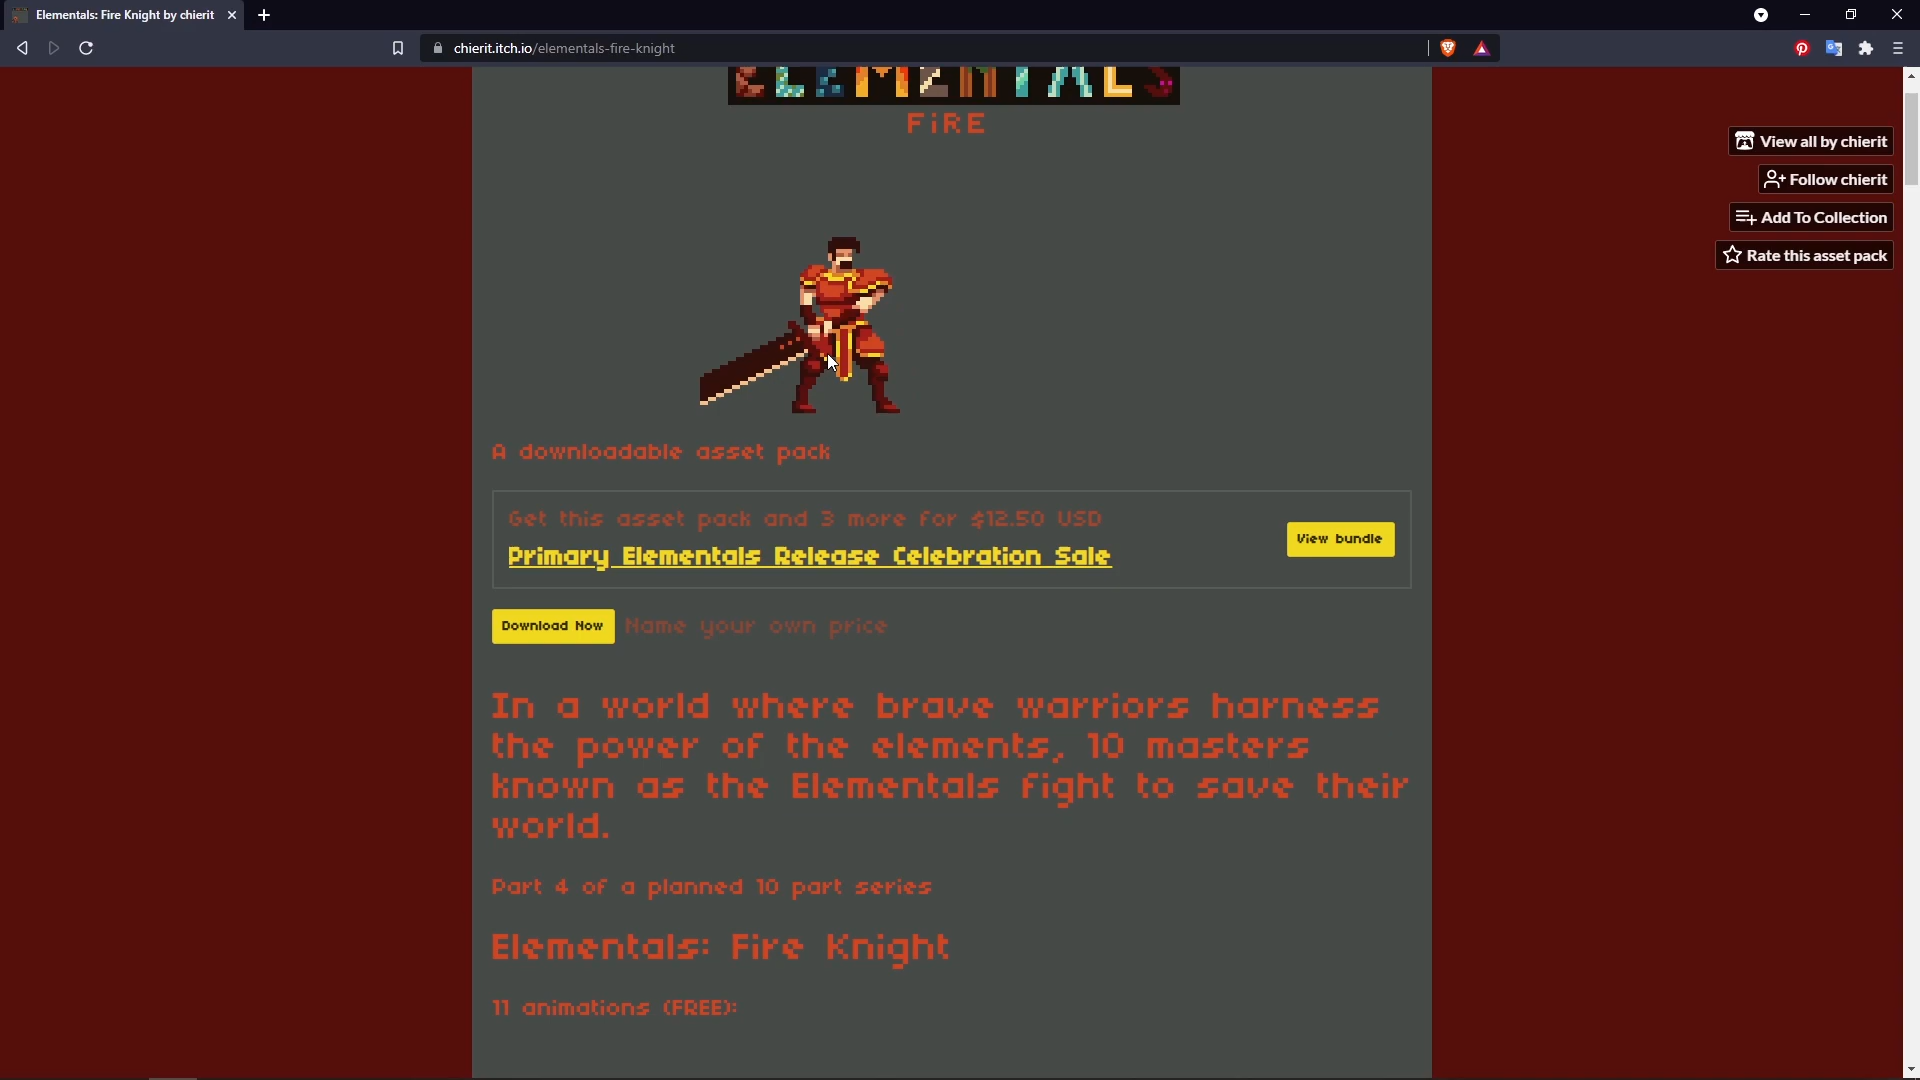 Elementals: Fire Knight by chierit
chierit.itch.io/elementals-fire-knight
ELEMENTALS
FiRE
View all by chierit
Follow chierit
Add To Collection
Rate this asset pack
A downloadable asset pack
Get this asset pack and 3 more for $12.50 USD
Primary Elementals Release Celebration Sale
View bundle
Download Now
Name your own price
In a world where brave warriors harness
the power of the elements, 10 masters
known as the Elementals fight to save their
world.
Part 4 of a planned 10 part series
Elementals: Fire Knight
11 animations (FREE):